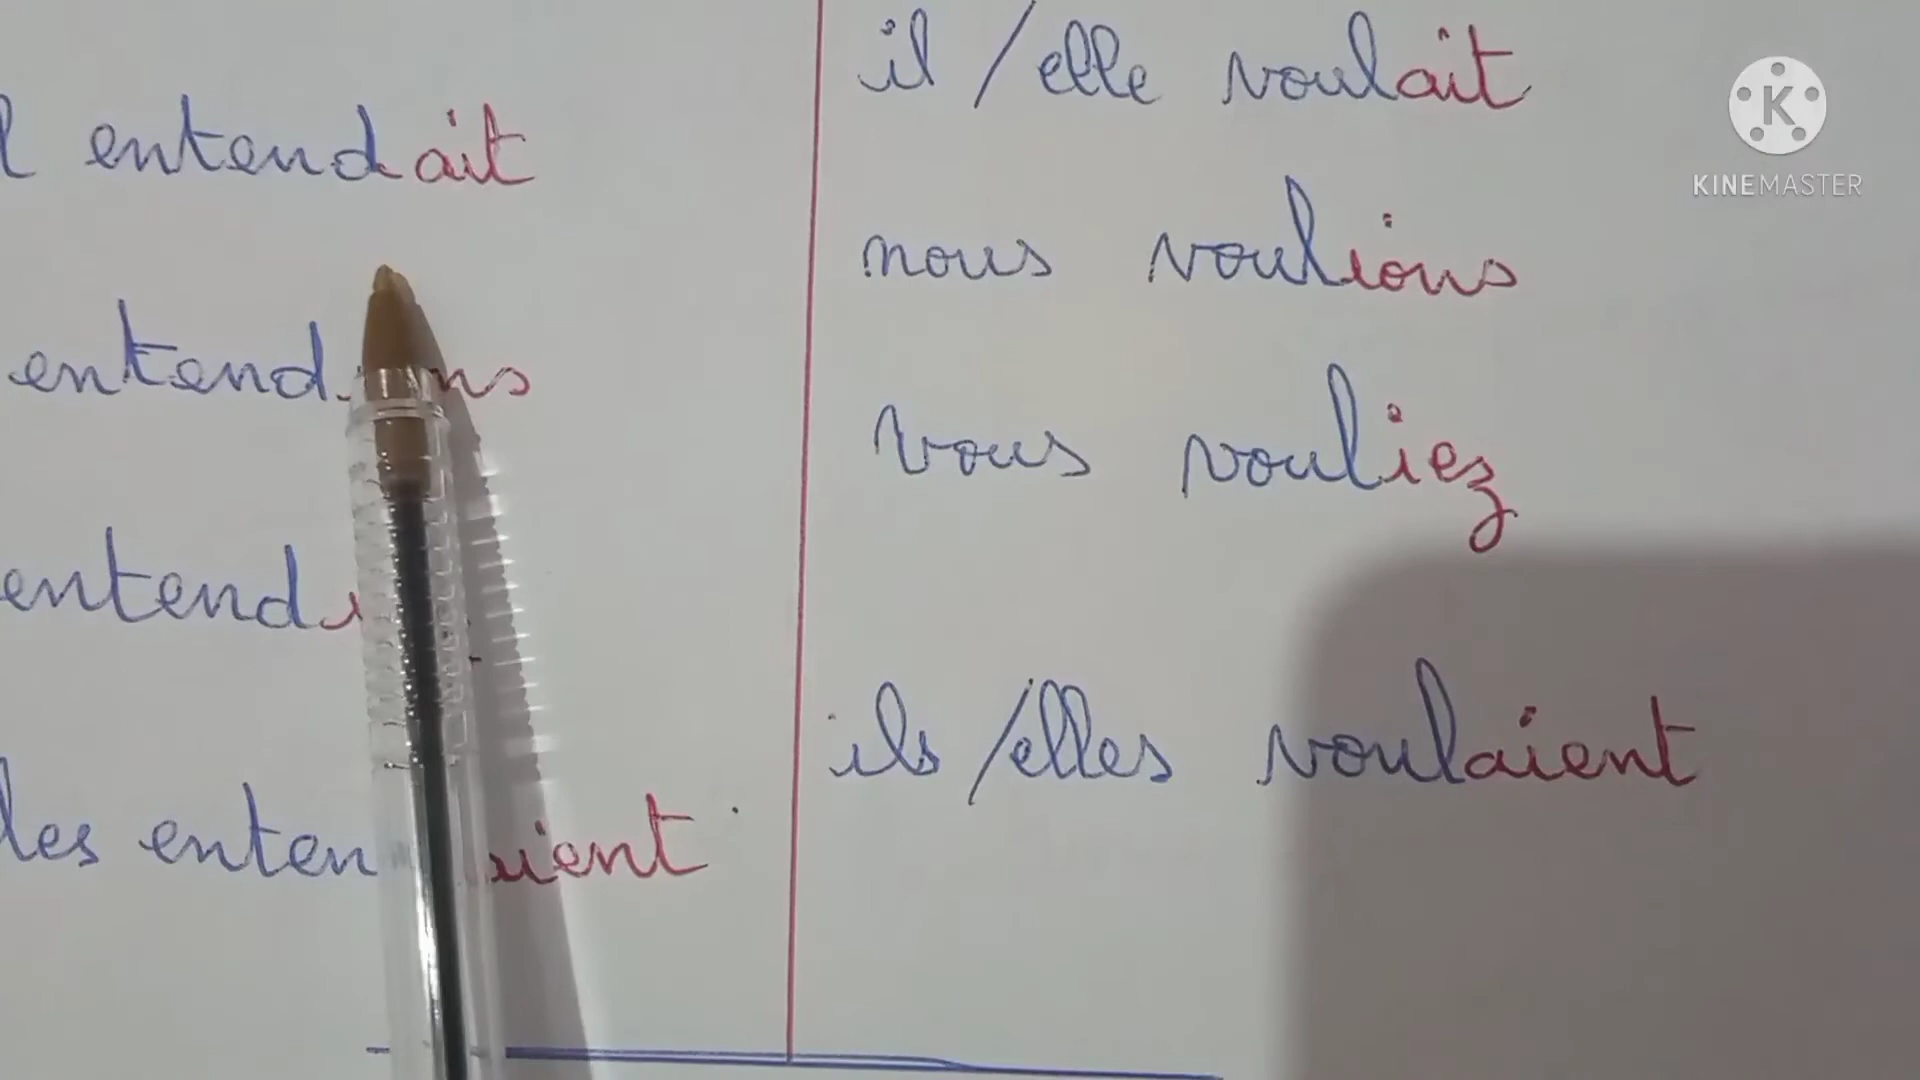 entendait
entend
entend
les enten
il / elle voulait
nous voulions
vous vouliez
ils / elles voulaient
KINEMASTER